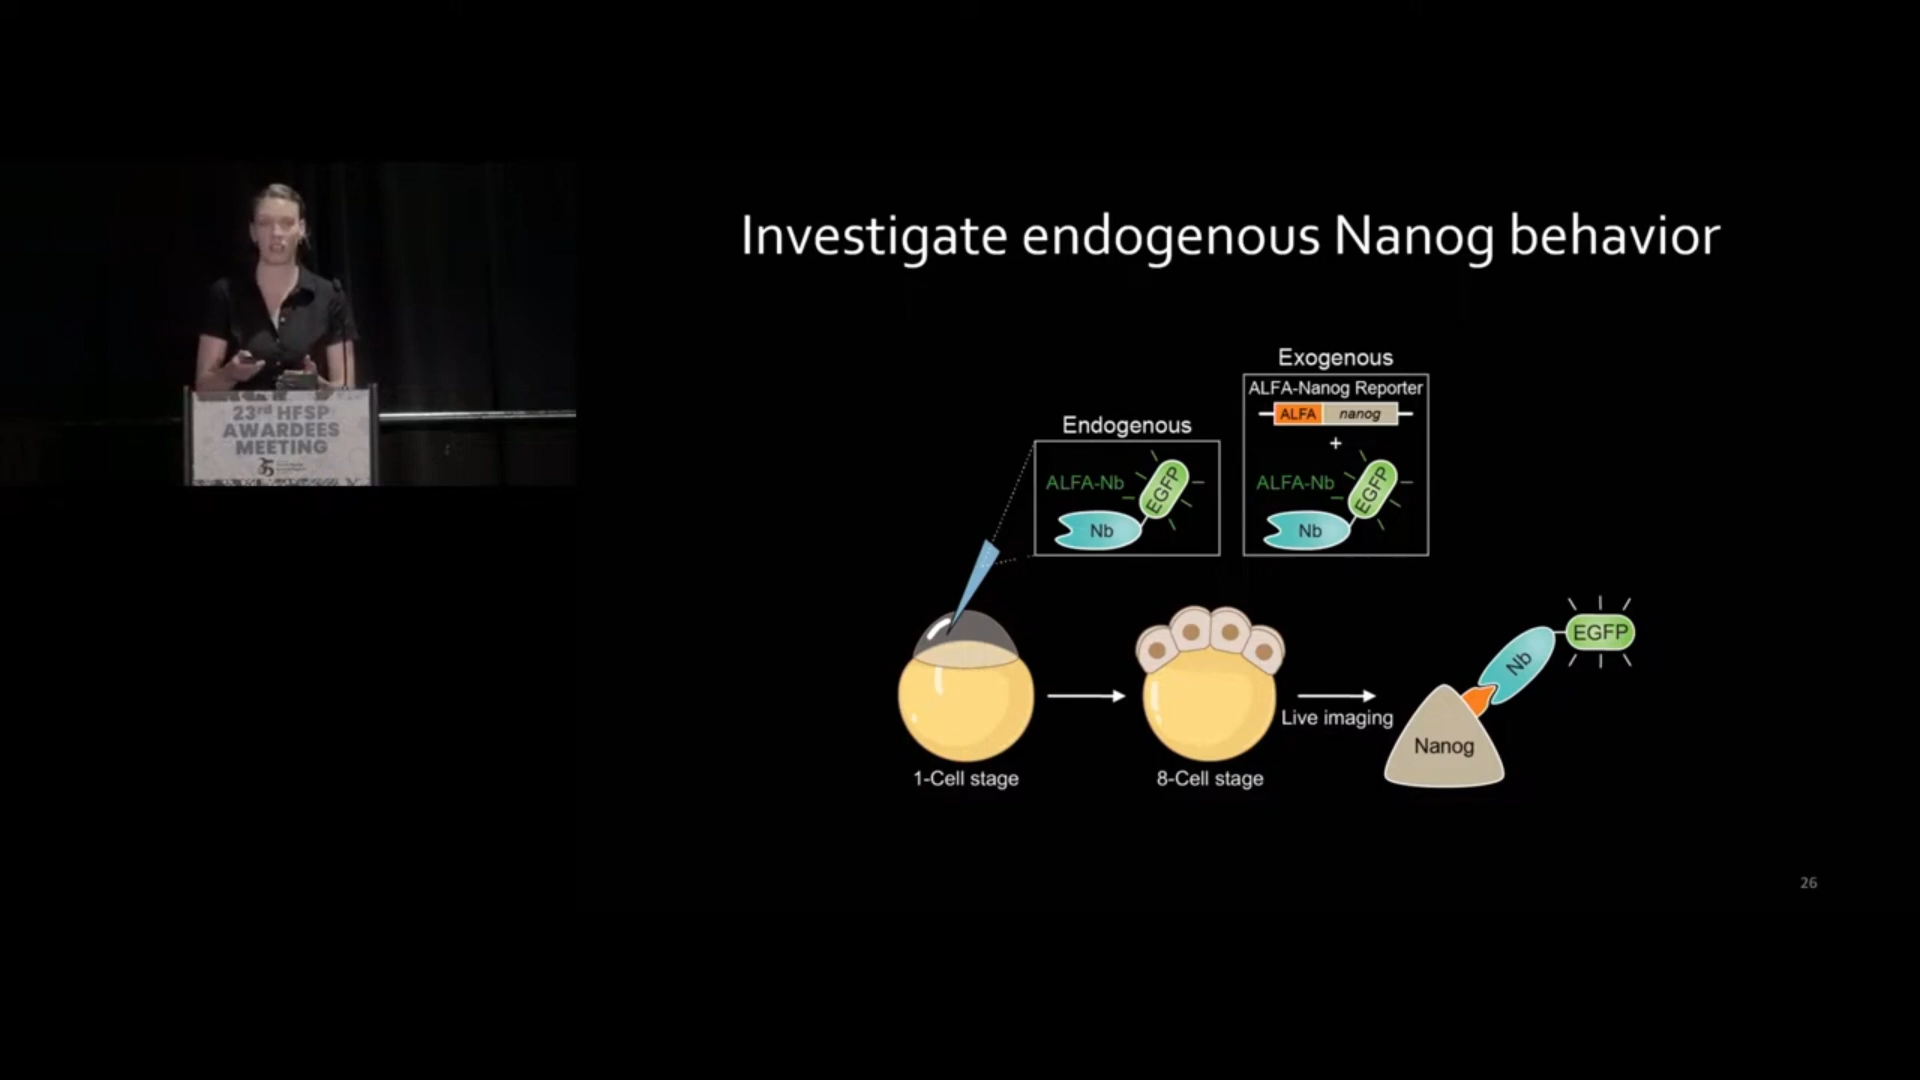 23rd HFSP
AWARDEES
MEETING
35
Investigate endogenous Nanog behavior
Endogenous
ALFA-Nb
EGFP
Nb
Exogenous
ALFA-Nanog Reporter
ALFA nanog
+
ALFA-Nb
EGFP
Nb
1-Cell stage
8-Cell stage
Live imaging
Nanog
Nb
EGFP
26